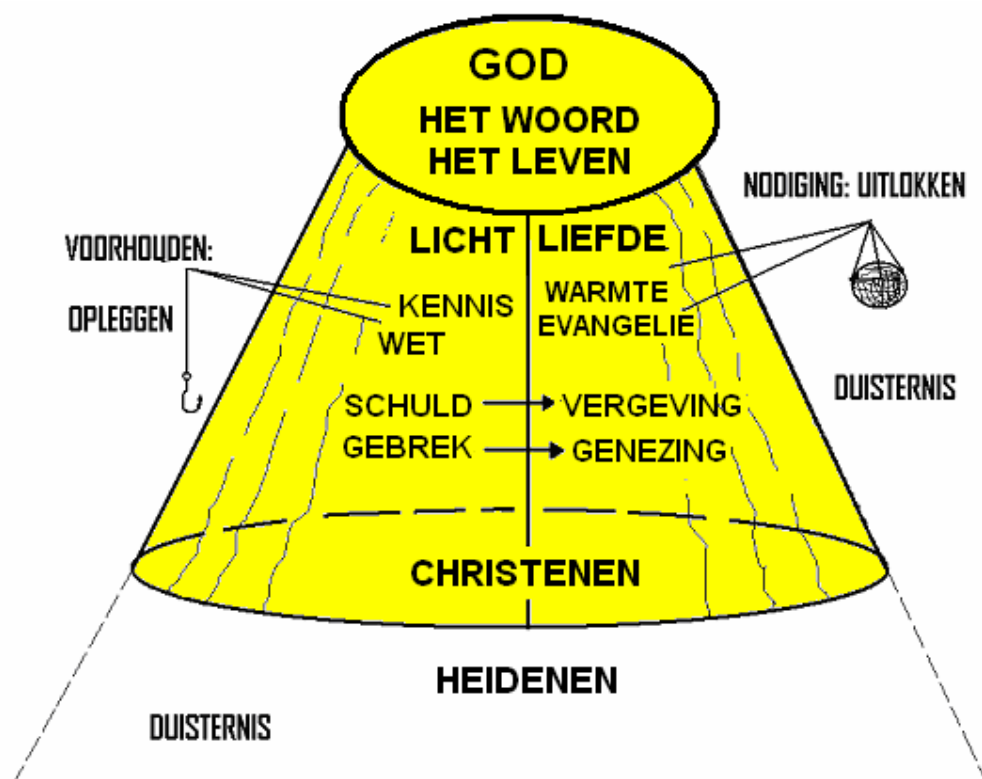 GOD
HET WOORD
HET LEVEN
NODIGING: UITLOKKEN
VOORHOUDEN:
LICHT LIEFDE
OPLEGGEN
KENNIS
WET
WARMTE
EVANGELIE
DUISTERNIS
SCHULD VERGEVING
GEBREK GENEZING
CHRISTENEN
HEIDENEN
DUISTERNIS